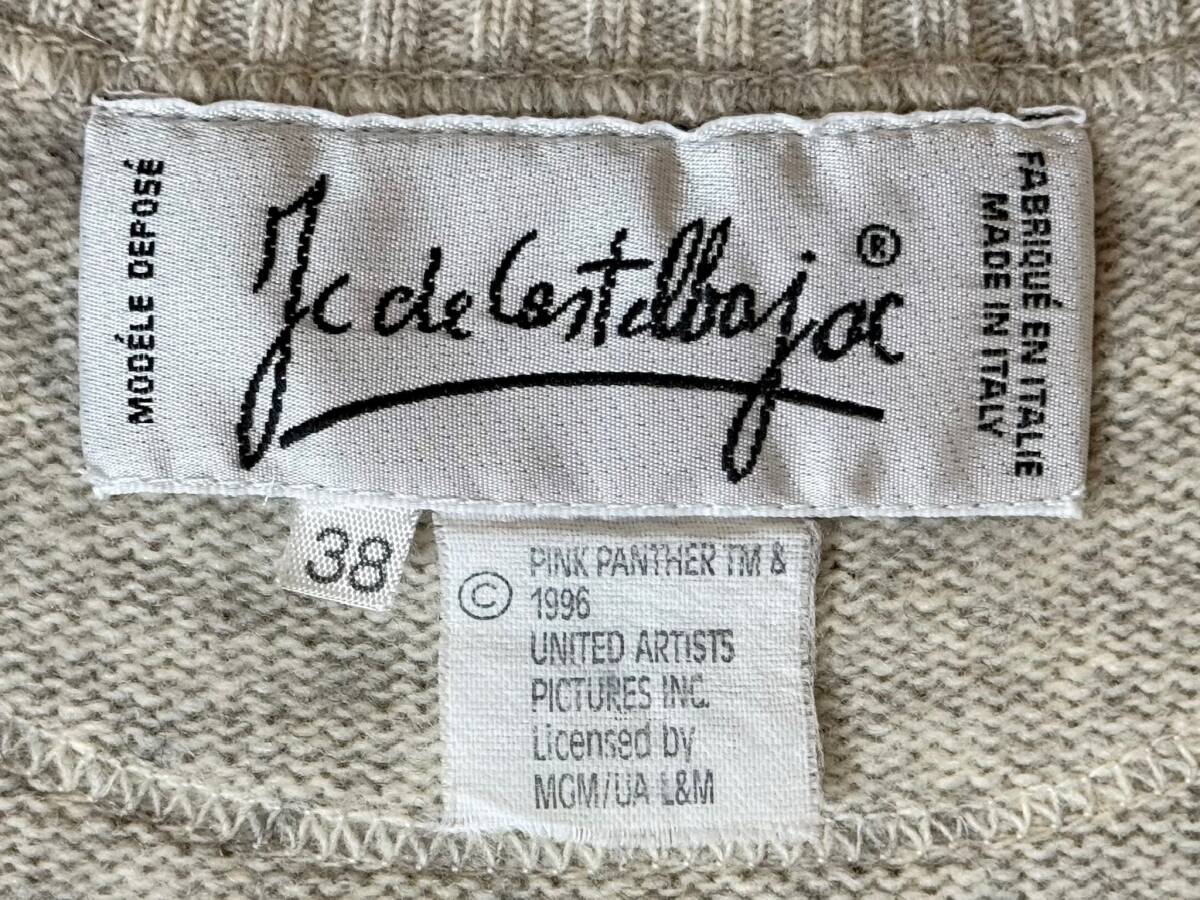 MODÉLE DEPOSÉ
Jc de Castelbajac ®
FABRIQUÉ EN ITALIE
MADE IN ITALY
38
© PINK PANTHER TM &
1996
UNITED ARTISTS
PICTURES INC.
Licensed by
MGM/UA L&M